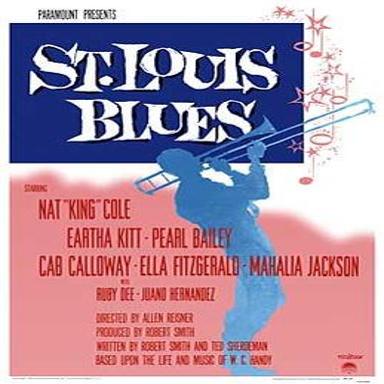 PARAMOUNT PRESENTS
ST. LOUIS
BLUES
STARRING
NAT "KING" COLE
EARTHA KITT · PEARL BAILEY
CAB CALLOWAY · ELLA FITZGERALD · MAHALIA JACKSON
WITH
RUBY DEE · JUANO HERNANDEZ
DIRECTED BY ALLEN REISNER
PRODUCED BY ROBERT SMITH
WRITTEN BY ROBERT SMITH AND TED SHERDEMAN
BASED UPON THE LIFE AND MUSIC OF W. C. HANDY